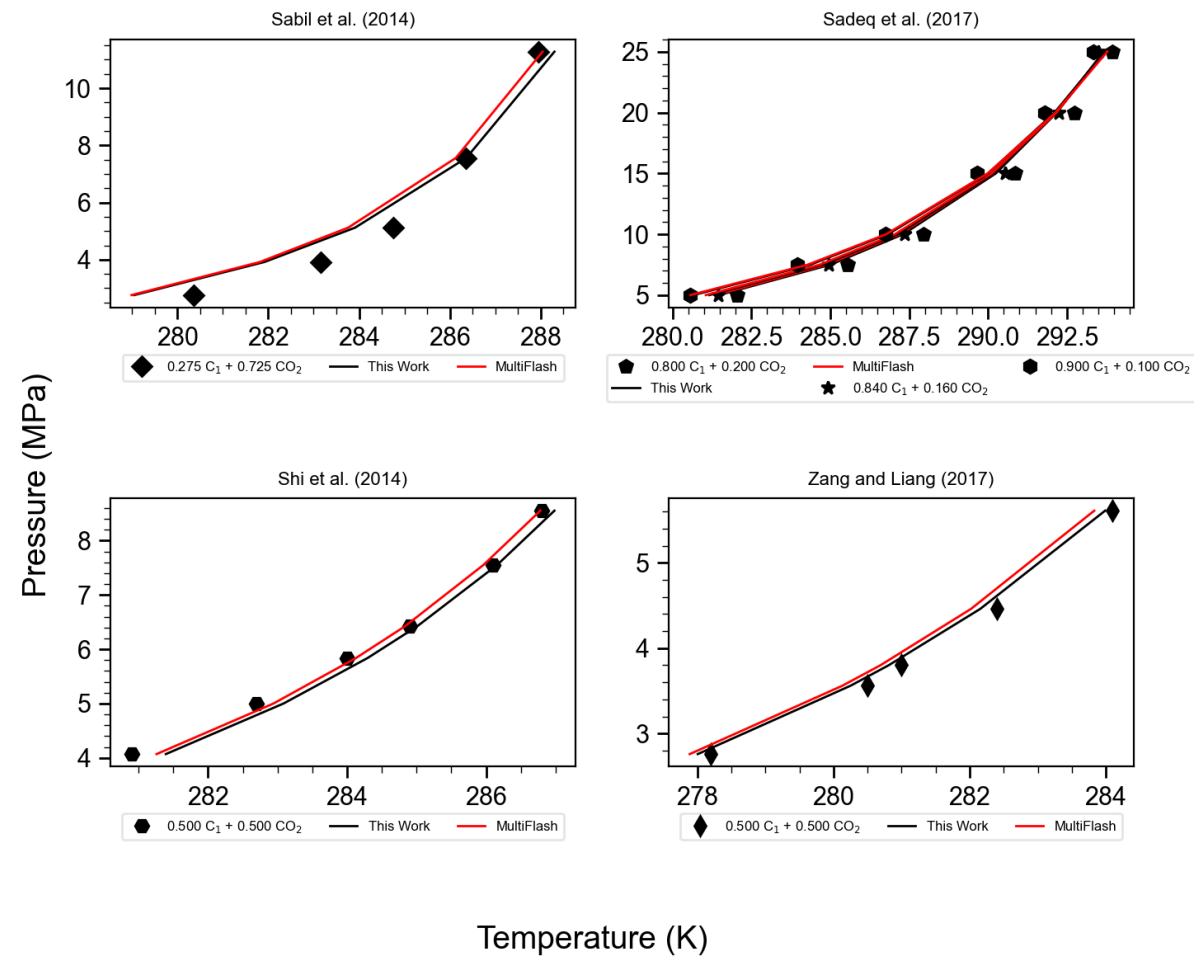 Sabil et al. (2014)
10
8
6
4
280 282 284 286 288
0.275 C₁ + 0.725 CO₂ This Work MultiFlash
Sadeq et al. (2017)
25
20
15
10
5
280.0 282.5 285.0 287.5 290.0 292.5
0.800 C₁ + 0.200 CO₂ MultiFlash 0.900 C₁ + 0.100 CO₂
This Work 0.840 C₁ + 0.160 CO₂
Pressure (MPa)
Shi et al. (2014)
8
7
6
5
4
282 284 286
0.500 C₁ + 0.500 CO₂ This Work MultiFlash
Zang and Liang (2017)
5
4
3
278 280 282 284
0.500 C₁ + 0.500 CO₂ This Work MultiFlash
Temperature (K)